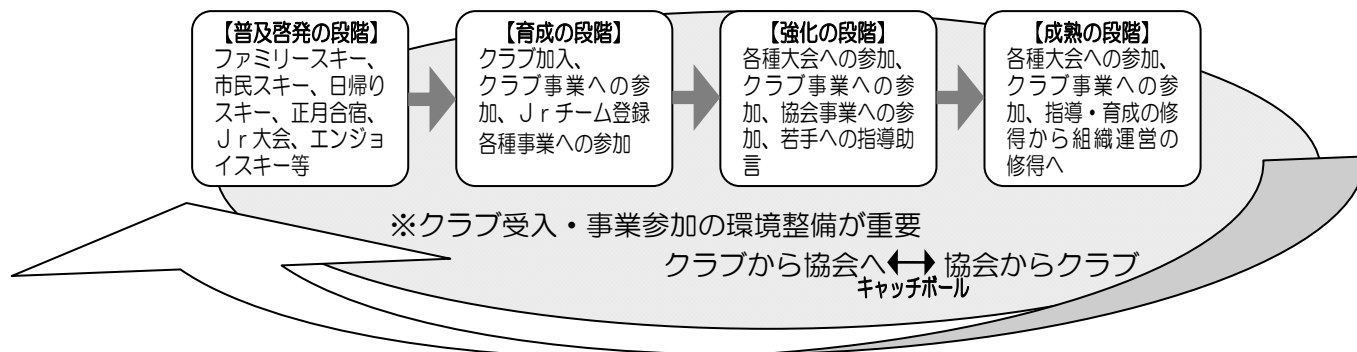 【普及啓発の段階】
ファミリースキー、
市民スキー、日帰り
スキー、正月合宿、
Ｊｒ大会、エンジョ
イスキー等
【育成の段階】
クラブ加入、
クラブ事業への参
加、Ｊｒチーム登録
各種事業への参加
【強化の段階】
各種大会への参加、
クラブ事業への参
加、協会事業への参
加、若手への指導助
言
【成熟の段階】
各種大会への参加、
クラブ事業への参
加、指導・育成の修
得から組織運営の
修得へ
※クラブ受入・事業参加の環境整備が重要
クラブから協会へ 協会からクラブ
キャッチボール